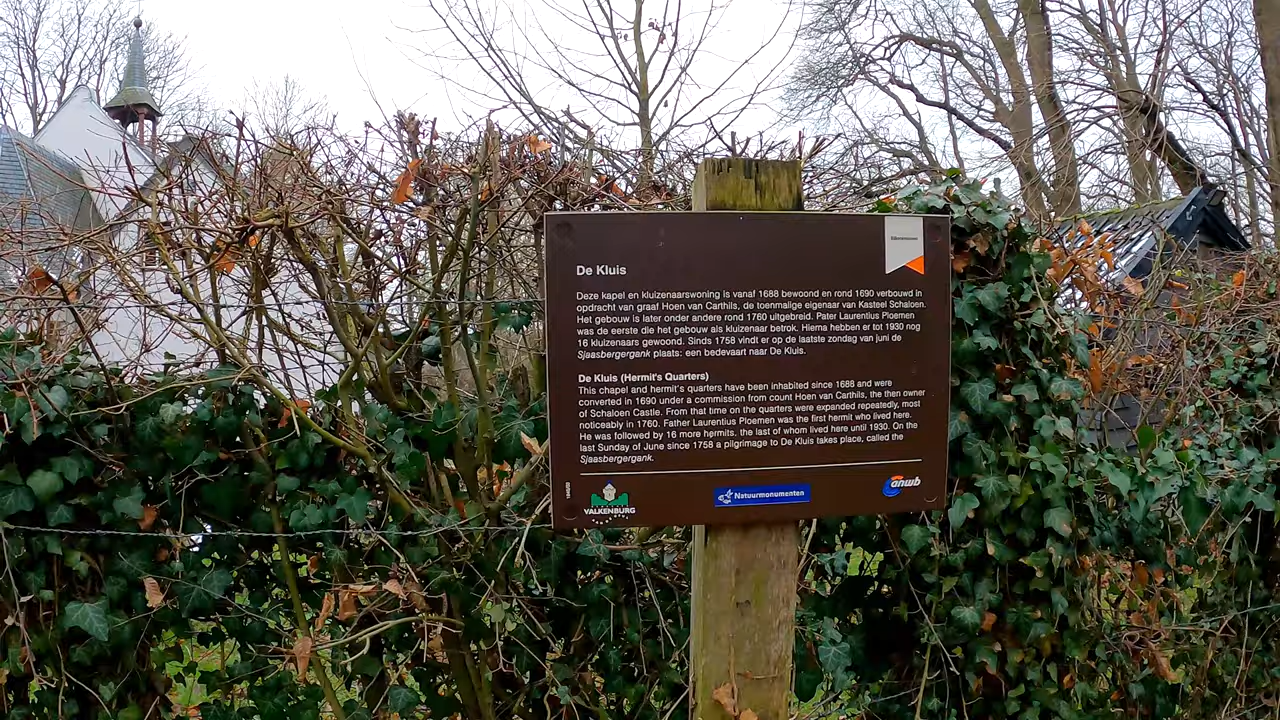 Rijksmonument
De Kluis
Deze kapel en kluizenaarswoning is vanaf 1688 bewoond en rond 1690 verbouwd in
opdracht van graaf Hoen van Carthils, de toenmalige eigenaar van Kasteel Schaloen.
Het gebouw is later onder andere rond 1760 uitgebreid. Pater Laurentius Ploemen
was de eerste die het gebouw als kluizenaar betrok. Hierna hebben er tot 1930 nog
16 kluizenaars gewoond. Sinds 1758 vindt er op de laatste zondag van juni de
Sjaasbergergank plaats: een bedevaart naar De Kluis.
De Kluis (Hermit's Quarters)
This chapel and hermit's quarters have been inhabited since 1688 and were
converted in 1690 under a commission from count Hoen van Carthils, the then owner
of Schaloen Castle. From that time on the quarters were expanded repeatedly, most
noticeably in 1760. Father Laurentius Ploemen was the first hermit who lived here.
He was followed by 16 more hermits, the last of whom lived here until 1930. On the
last Sunday of June since 1758 a pilgrimage to De Kluis takes place, called the
Sjaasbergergank.
VALKENBURG
Natuurmonumenten
anwb